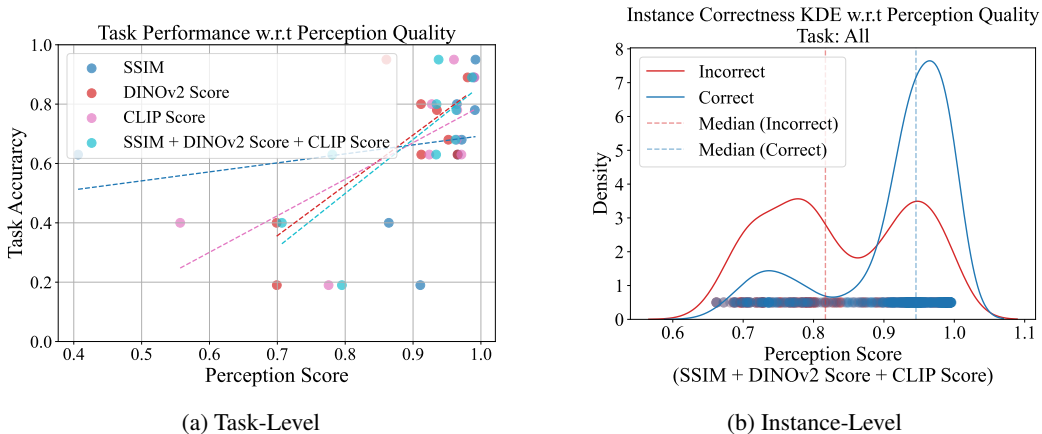 Task Performance w.r.t Perception Quality
1.0
0.8
0.6
0.4
0.2
0.0
Task Accurarcy
SSIM
DINOv2 Score
CLIP Score
SSIM + DINOv2 Score + CLIP Score
0.4 0.5 0.6 0.7 0.8 0.9 1.0
Perception Score
(a) Task-Level
Instance Correctness KDE w.r.t Perception Quality
Task: All
8
7
6
5
4
3
2
1
0
Density
Incorrect
Correct
Median (Incorrect)
Median (Correct)
0.6 0.7 0.8 0.9 1.0 1.1
Perception Score
(SSIM + DINOv2 Score + CLIP Score)
(b) Instance-Level